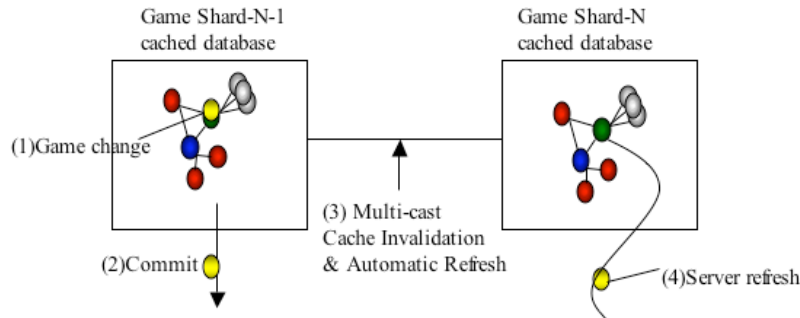 Game Shard-N-1
cached database
Game Shard-N
cached database
(1)Game change
(2)Commit
(3) Multi-cast
Cache Invalidation
& Automatic Refresh
(4)Server refresh